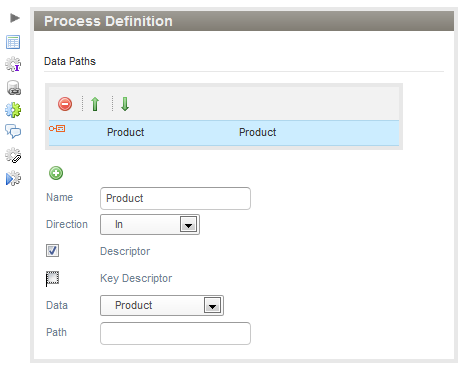 Process Definition
Data Paths
Product Product
Name Product
Direction In
Descriptor
Key Descriptor
Data Product
Path